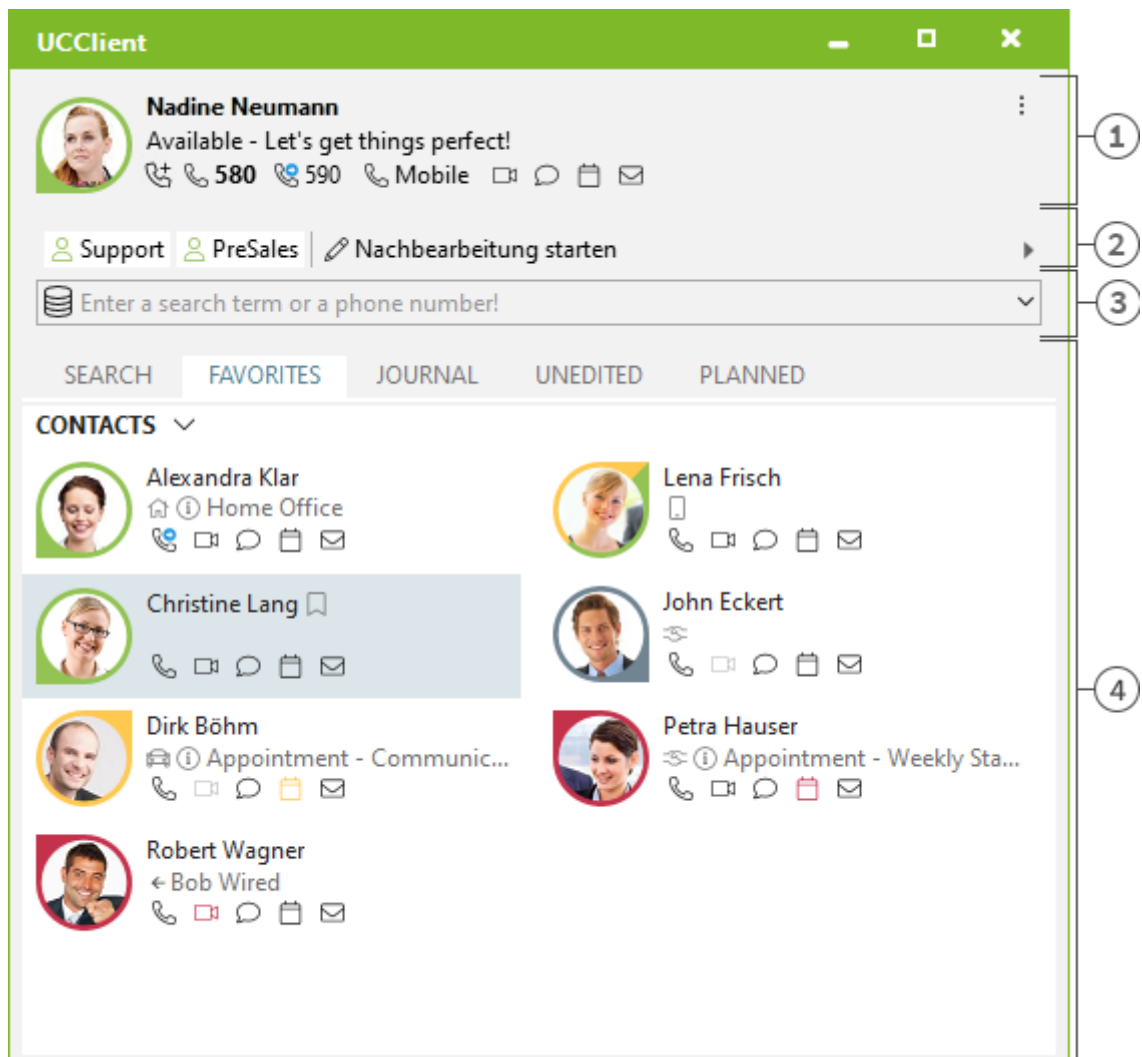 UCClient
Nadine Neumann
Available - Let's get things perfect!
580 590 Mobile
1
Support PreSales Nachbearbeitung starten
2
Enter a search term or a phone number!
3
SEARCH FAVORITES JOURNAL UNEDITED PLANNED
CONTACTS
Alexandra Klar
Home Office
Lena Frisch
Christine Lang
John Eckert
4
Dirk Böhm
Appointment - Communic...
Petra Hauser
Appointment - Weekly Sta...
Robert Wagner
Bob Wired